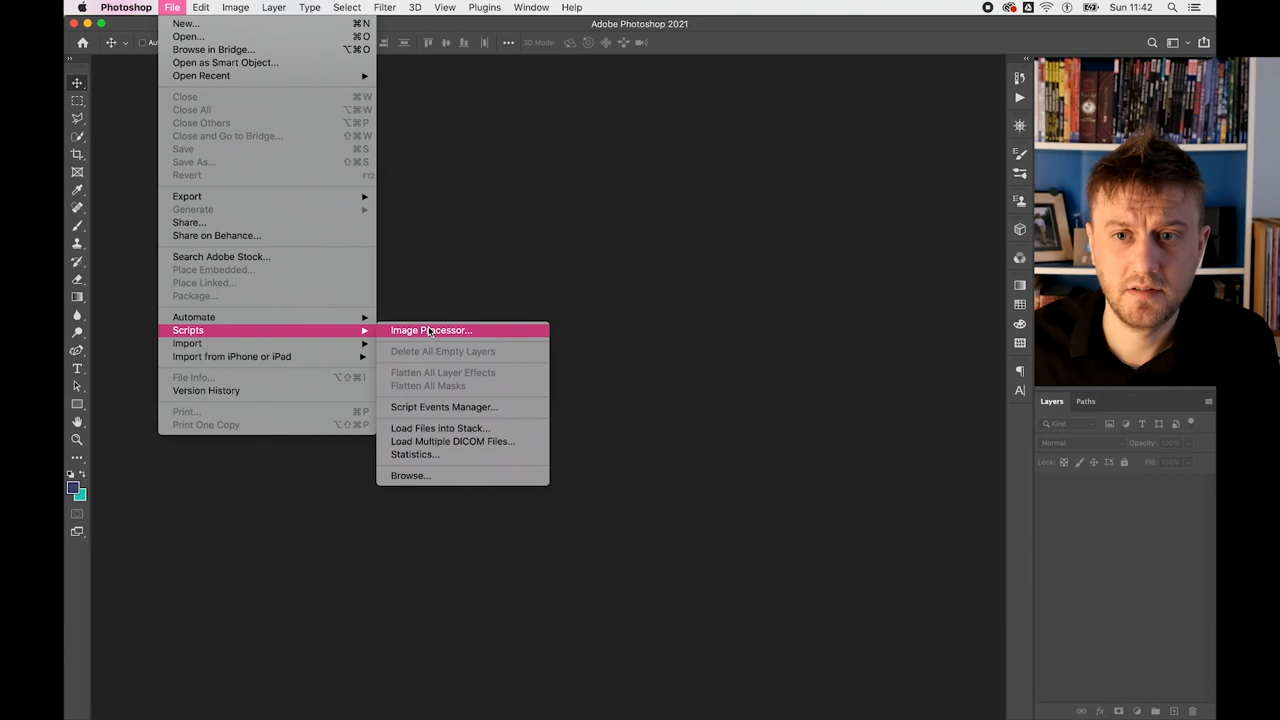 Photoshop File Edit Image Layer Type Select Filter 3D View Plugins Window Help Sun 11:42
Adobe Photoshop 2021
3D Mode:
New... ⌘N
Open... ⌘O
Browse in Bridge... ⌥⌘O
Open as Smart Object...
Open Recent
Close ⌘W
Close All ⌥⌘W
Close Others ⌥⌘P
Close and Go to Bridge... ⇧⌘W
Save ⌘S
Save As... ⇧⌘S
Revert F12
Export
Generate
Share...
Share on Behance...
Search Adobe Stock...
Place Embedded...
Place Linked...
Package...
Automate
Scripts
Import
Import from iPhone or iPad
File Info... ⌥⇧⌘I
Version History
Print... ⌘P
Print One Copy ⌥⇧⌘P
Image Processor...
Delete All Empty Layers
Flatten All Layer Effects
Flatten All Masks
Script Events Manager...
Load Files into Stack...
Load Multiple DICOM Files...
Statistics...
Browse...
Layers Paths
Kind
Normal Opacity: 100%
Lock: Fill: 100%